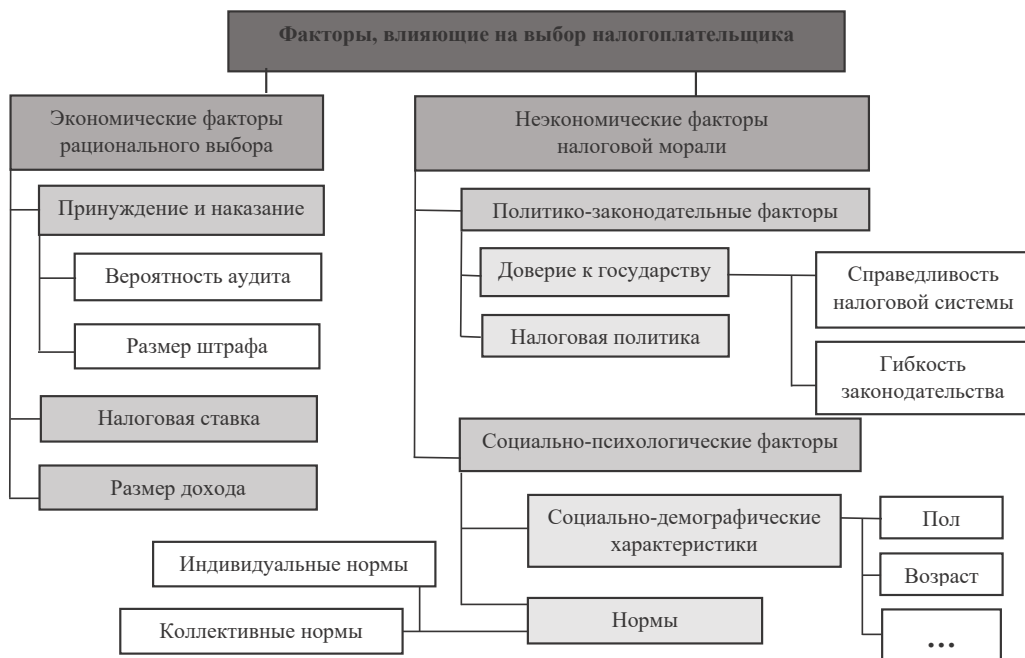 Факторы, влияющие на выбор налогоплательщика
Экономические факторы
рационального выбора
Принуждение и наказание
Вероятность аудита
Размер штрафа
Налоговая ставка
Размер дохода
Неэкономические факторы
налоговой морали
Политико-законодательные факторы
Доверие к государству
Справедливость
налоговой системы
Гибкость
законодательства
Налоговая политика
Социально-психологические факторы
Социально-демографические
характеристики
Пол
Возраст
...
Нормы
Индивидуальные нормы
Коллективные нормы